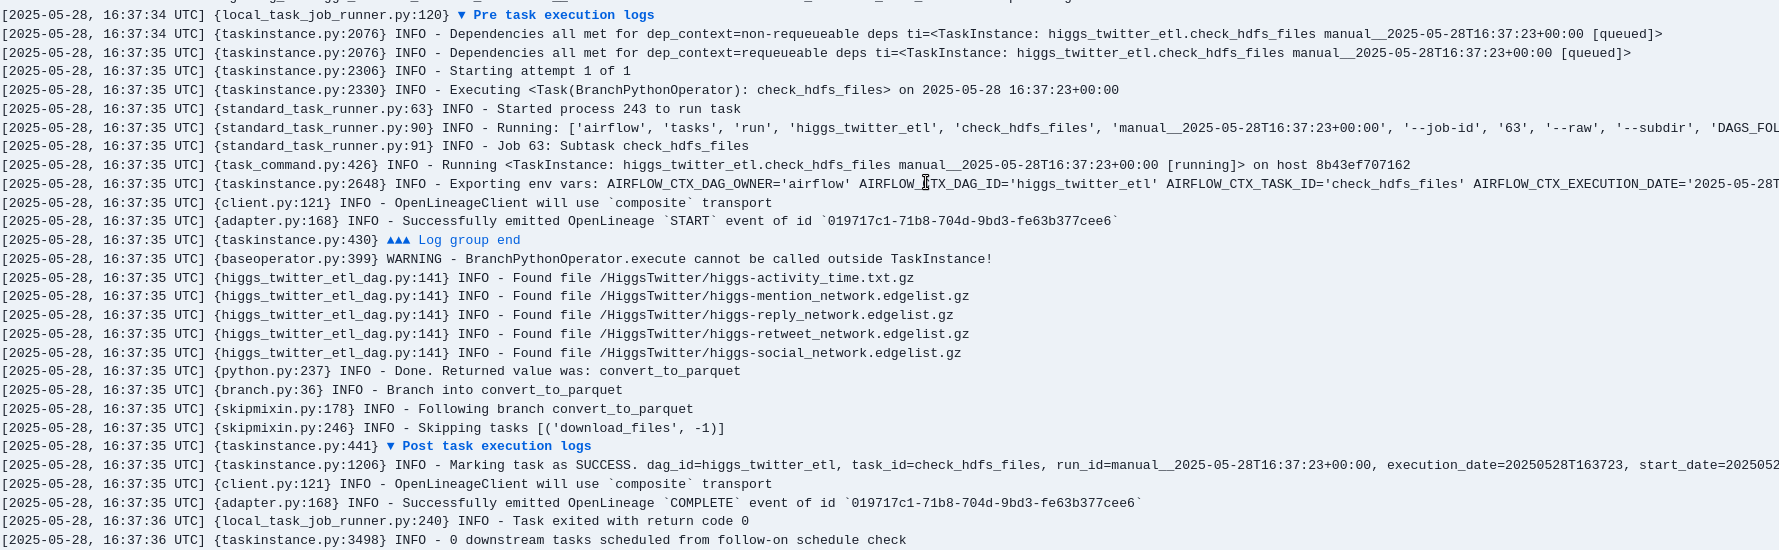 [2025-05-28, 16:37:34 UTC] {local_task_job_runner.py:120} ▼ Pre task execution logs
[2025-05-28, 16:37:34 UTC] {taskinstance.py:2076} INFO - Dependencies all met for dep_context=non-requeueable deps ti=<TaskInstance: higgs_twitter_etl.check_hdfs_files manual__2025-05-28T16:37:23+00:00 [queued]>
[2025-05-28, 16:37:35 UTC] {taskinstance.py:2076} INFO - Dependencies all met for dep_context=requeueable deps ti=<TaskInstance: higgs_twitter_etl.check_hdfs_files manual__2025-05-28T16:37:23+00:00 [queued]>
[2025-05-28, 16:37:35 UTC] {taskinstance.py:2306} INFO - Starting attempt 1 of 1
[2025-05-28, 16:37:35 UTC] {taskinstance.py:2330} INFO - Executing <Task(BranchPythonOperator): check_hdfs_files> on 2025-05-28 16:37:23+00:00
[2025-05-28, 16:37:35 UTC] {standard_task_runner.py:63} INFO - Started process 243 to run task
[2025-05-28, 16:37:35 UTC] {standard_task_runner.py:90} INFO - Running: ['airflow', 'tasks', 'run', 'higgs_twitter_etl', 'check_hdfs_files', 'manual__2025-05-28T16:37:23+00:00', '--job-id', '63', '--raw', '--subdir', 'DAGS_FOL
[2025-05-28, 16:37:35 UTC] {standard_task_runner.py:91} INFO - Job 63: Subtask check_hdfs_files
[2025-05-28, 16:37:35 UTC] {task_command.py:426} INFO - Running <TaskInstance: higgs_twitter_etl.check_hdfs_files manual__2025-05-28T16:37:23+00:00 [running]> on host 8b43ef707162
[2025-05-28, 16:37:35 UTC] {taskinstance.py:2648} INFO - Exporting env vars: AIRFLOW_CTX_DAG_OWNER='airflow' AIRFLOW_CTX_DAG_ID='higgs_twitter_etl' AIRFLOW_CTX_TASK_ID='check_hdfs_files' AIRFLOW_CTX_EXECUTION_DATE='2025-05-28T
[2025-05-28, 16:37:35 UTC] {client.py:121} INFO - OpenLineageClient will use `composite` transport
[2025-05-28, 16:37:35 UTC] {adapter.py:168} INFO - Successfully emitted OpenLineage `START` event of id `019717c1-71b8-704d-9bd3-fe63b377cee6`
[2025-05-28, 16:37:35 UTC] {taskinstance.py:430} ▲▲▲ Log group end
[2025-05-28, 16:37:35 UTC] {baseoperator.py:399} WARNING - BranchPythonOperator.execute cannot be called outside TaskInstance!
[2025-05-28, 16:37:35 UTC] {higgs_twitter_etl_dag.py:141} INFO - Found file /HiggsTwitter/higgs-activity_time.txt.gz
[2025-05-28, 16:37:35 UTC] {higgs_twitter_etl_dag.py:141} INFO - Found file /HiggsTwitter/higgs-mention_network.edgelist.gz
[2025-05-28, 16:37:35 UTC] {higgs_twitter_etl_dag.py:141} INFO - Found file /HiggsTwitter/higgs-reply_network.edgelist.gz
[2025-05-28, 16:37:35 UTC] {higgs_twitter_etl_dag.py:141} INFO - Found file /HiggsTwitter/higgs-retweet_network.edgelist.gz
[2025-05-28, 16:37:35 UTC] {higgs_twitter_etl_dag.py:141} INFO - Found file /HiggsTwitter/higgs-social_network.edgelist.gz
[2025-05-28, 16:37:35 UTC] {python.py:237} INFO - Done. Returned value was: convert_to_parquet
[2025-05-28, 16:37:35 UTC] {branch.py:36} INFO - Branch into convert_to_parquet
[2025-05-28, 16:37:35 UTC] {skipmixin.py:178} INFO - Following branch convert_to_parquet
[2025-05-28, 16:37:35 UTC] {skipmixin.py:246} INFO - Skipping tasks [('download_files', -1)]
[2025-05-28, 16:37:35 UTC] {taskinstance.py:441} ▼ Post task execution logs
[2025-05-28, 16:37:35 UTC] {taskinstance.py:1206} INFO - Marking task as SUCCESS. dag_id=higgs_twitter_etl, task_id=check_hdfs_files, run_id=manual__2025-05-28T16:37:23+00:00, execution_date=20250528T163723, start_date=202505​2
[2025-05-28, 16:37:35 UTC] {client.py:121} INFO - OpenLineageClient will use `composite` transport
[2025-05-28, 16:37:35 UTC] {adapter.py:168} INFO - Successfully emitted OpenLineage `COMPLETE` event of id `019717c1-71b8-704d-9bd3-fe63b377cee6`
[2025-05-28, 16:37:36 UTC] {local_task_job_runner.py:240} INFO - Task exited with return code 0
[2025-05-28, 16:37:36 UTC] {taskinstance.py:3498} INFO - 0 downstream tasks scheduled from follow-on schedule check